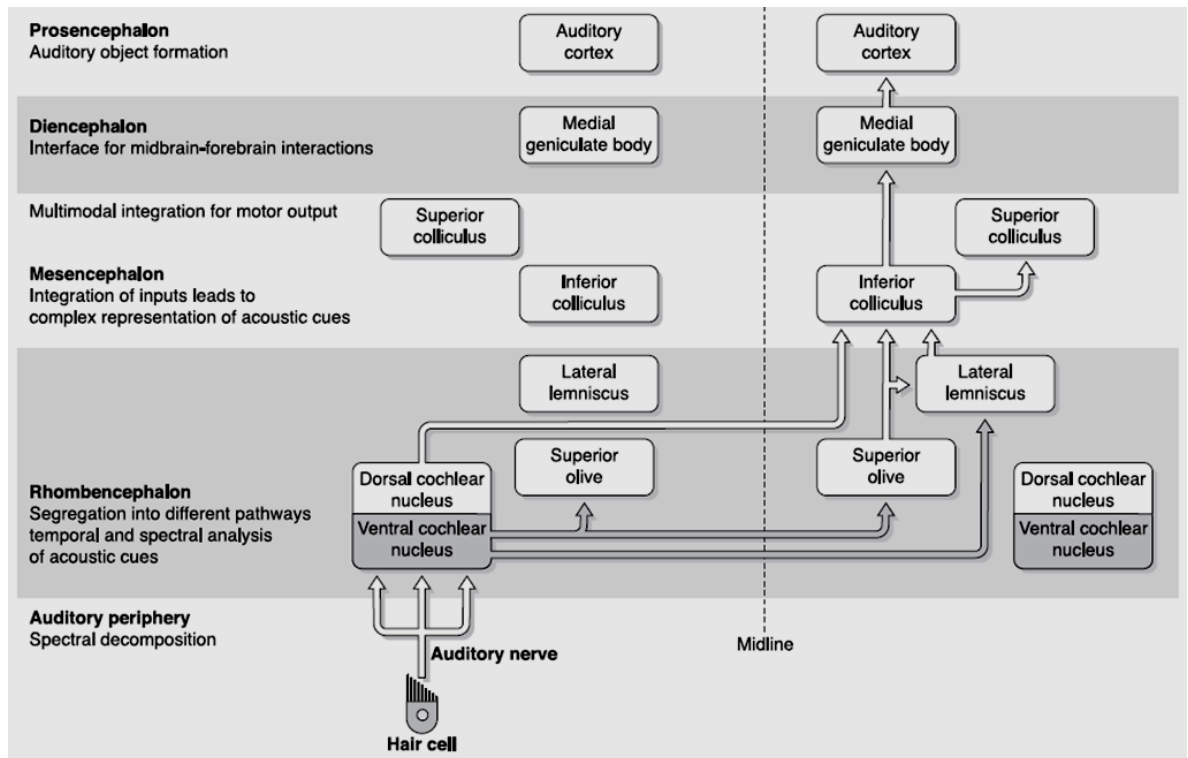 Prosencephalon
Auditory object formation
Auditory
cortex
Auditory
cortex
Diencephalon
Interface for midbrain-forebrain interactions
Medial
geniculate body
Medial
geniculate body
Multimodal integration for motor output
Superior
colliculus
Superior
colliculus
Mesencephalon
Integration of inputs leads to
complex representation of acoustic cues
Inferior
colliculus
Inferior
colliculus
Lateral
lemniscus
Lateral
lemniscus
Rhombencephalon
Segregation into different pathways
temporal and spectral analysis
of acoustic cues
Dorsal cochlear
nucleus
Ventral cochlear
nucleus
Superior
olive
Superior
olive
Dorsal cochlear
nucleus
Ventral cochlear
nucleus
Auditory periphery
Spectral decomposition
Auditory nerve
Midline
Hair cell